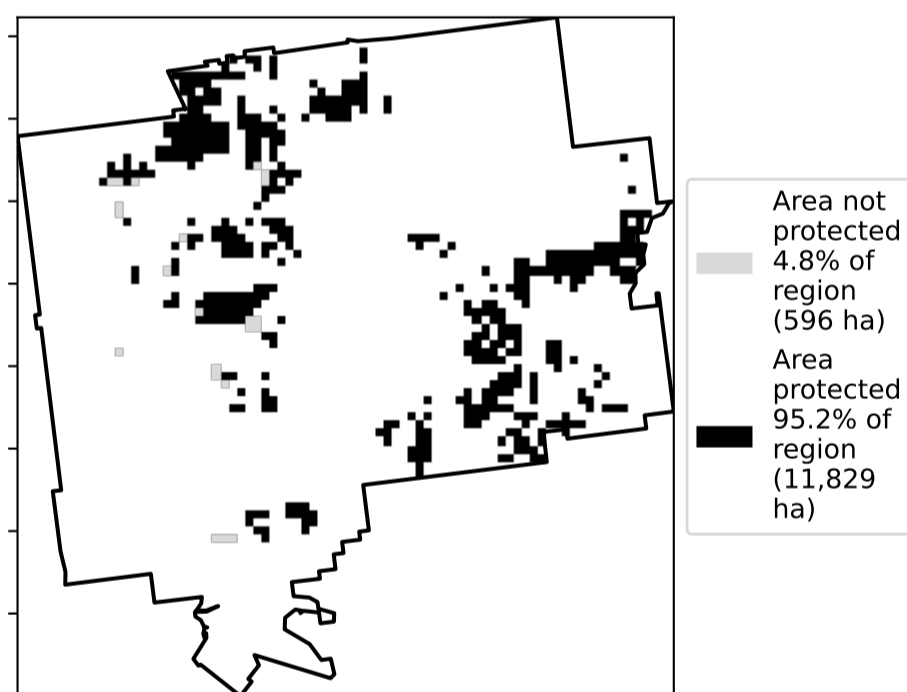 Area not
protected
4.8% of
region
(596 ha)
Area
protected
95.2% of
region
(11,829
ha)